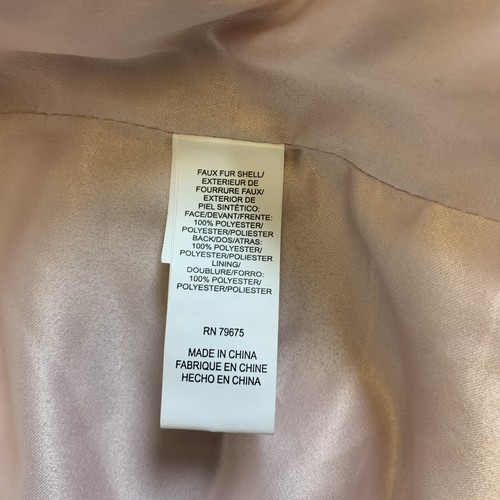 FAUX FUR SHELL/
EXTERIEUR DE
FOURRURE FAUX/
EXTERIOR DE
PIEL SINTÉTICO:
FACE/DEVANT/FRENTE:
100% POLYESTER/
POLYESTER/POLIESTER
BACK/DOS/ATRAS:
100% POLYESTER/
POLYESTER/POLIESTER
LINING/
DOUBLURE/FORRO:
100% POLYESTER/
POLYESTER/POLIESTER
RN 79675
MADE IN CHINA
FABRIQUE EN CHINE
HECHO EN CHINA